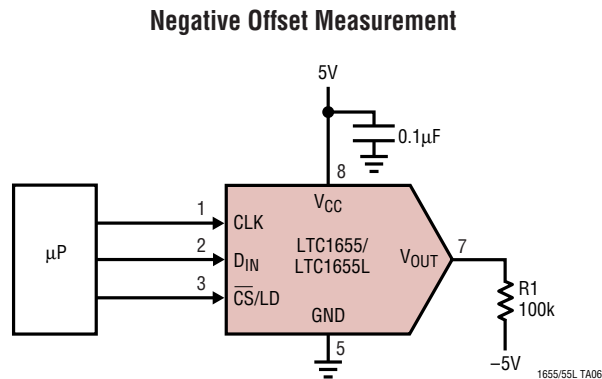 Negative Offset Measurement
5V
0.1μF
8
VCC
μP
1
CLK
2
DIN
3
CS/LD
LTC1655/
LTC1655L
VOUT
7
GND
5
R1
100k
–5V
1655/55L TA06